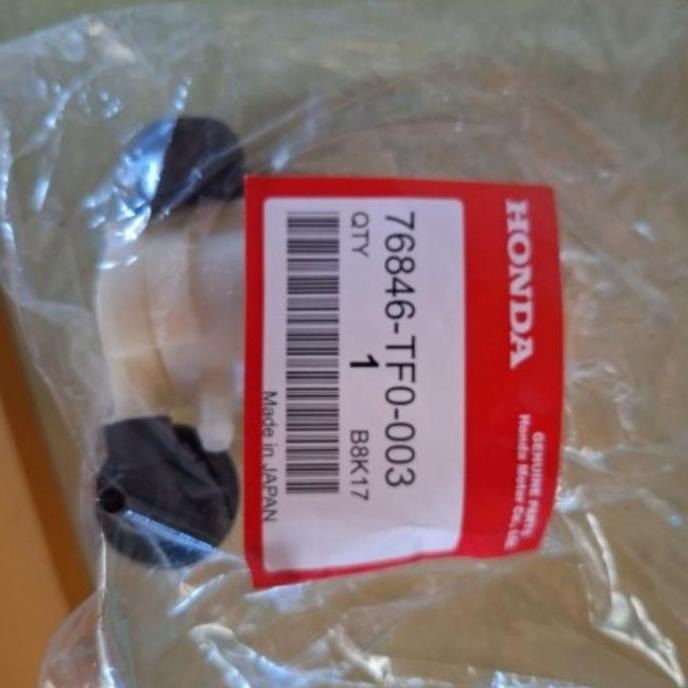 HONDA
GENUINE PARTS
Honda Motor Co., Ltd.
76846-TF0-003
QTY 1 B8K17
Made in JAPAN